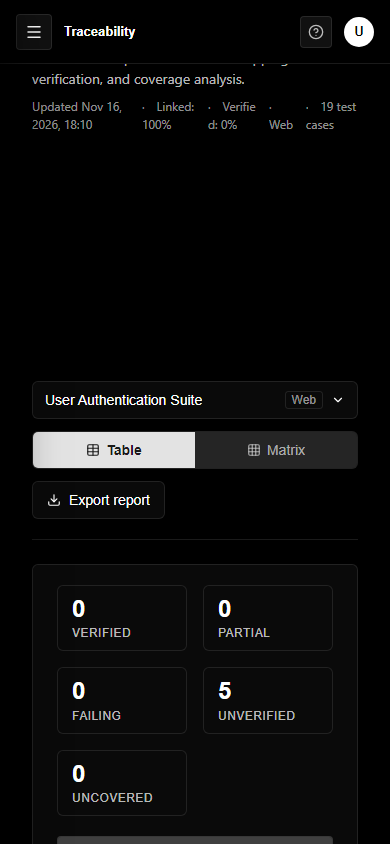 Traceability
U
verification, and coverage analysis.
Updated Nov 16, 2026, 18:10 · Linked: 100% · Verified: 0% · Web · 19 test cases
User Authentication Suite
Web
Table
Matrix
Export report
0
VERIFIED
0
PARTIAL
0
FAILING
5
UNVERIFIED
0
UNCOVERED